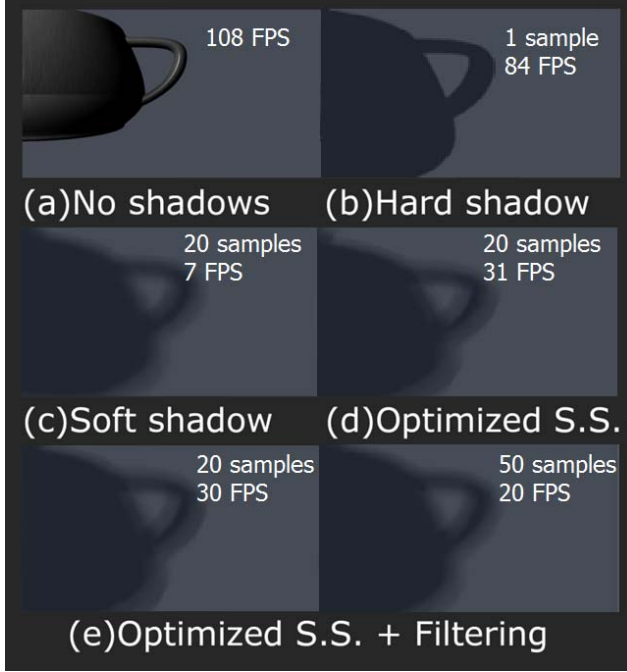 108 FPS
1 sample
84 FPS
(a)No shadows
(b)Hard shadow
20 samples
7 FPS
20 samples
31 FPS
(c)Soft shadow
(d)Optimized S.S.
20 samples
30 FPS
50 samples
20 FPS
(e)Optimized S.S. + Filtering